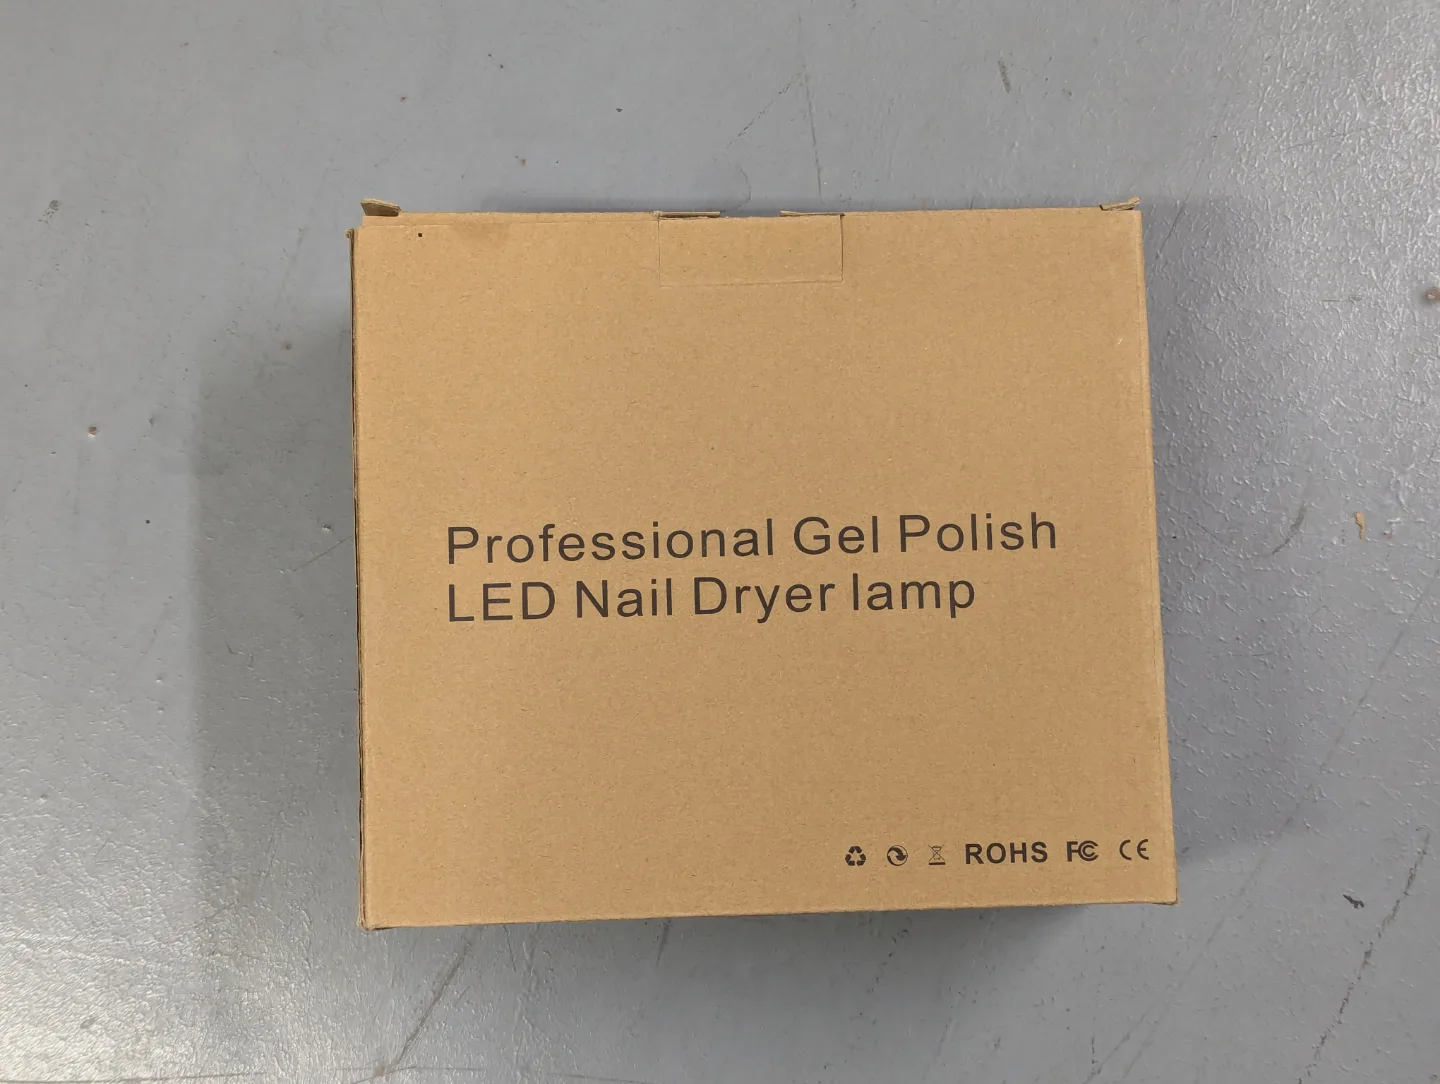 Professional Gel Polish
LED Nail Dryer lamp
ROHS FC CE